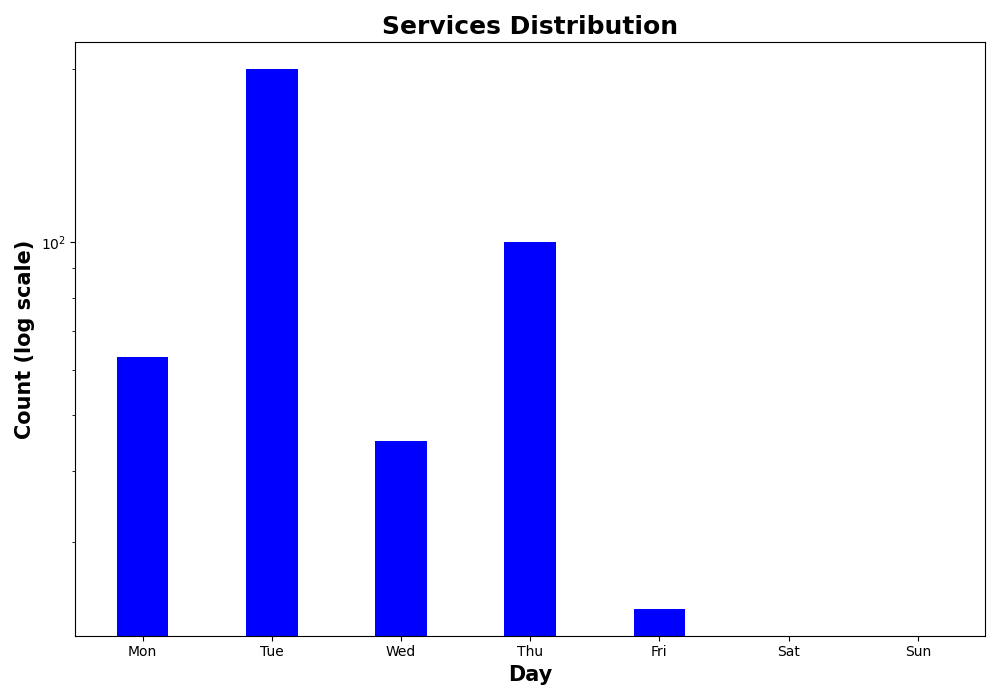 Services Distribution
Count (log scale)
10²
Mon Tue Wed Thu Fri Sat Sun
Day